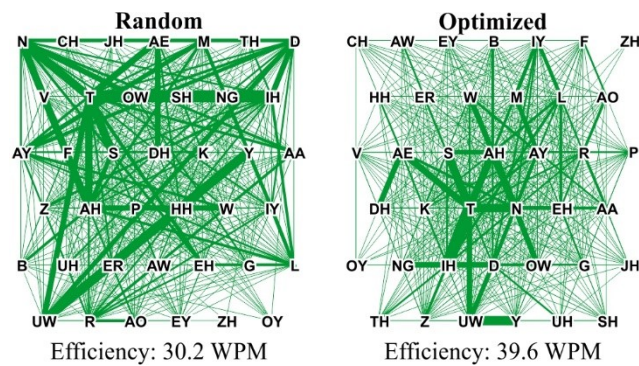 Random
N CH JH AE M TH D
V T OW SH NG IH
AY F S DH K Y AA
Z AH P HH W IY
B UH ER AW EH G L
UW R AO EY ZH OY
Efficiency: 30.2 WPM
Optimized
CH AW EY B IY F ZH
HH ER W M L AO
V AE S AH AY R P
DH K T N EH AA
OY NG IH D OW G JH
TH Z UW Y UH SH
Efficiency: 39.6 WPM